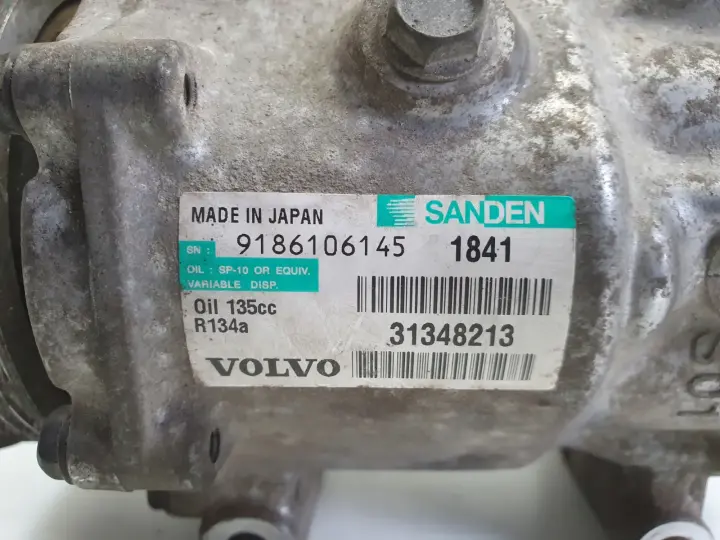 MADE IN JAPAN SANDEN
SN : 9186106145 1841
OIL : SP-10 OR EQUIV.
VARIABLE DISP.
Oil 135cc
R134a 31348213
VOLVO
S01